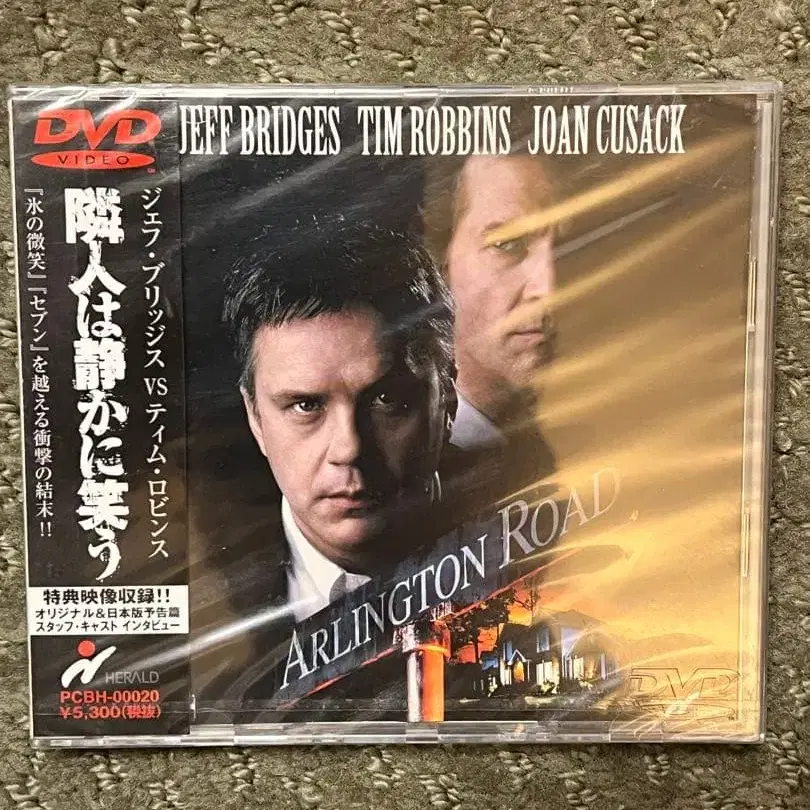 DVD
VIDEO
JEFF BRIDGES TIM ROBBINS JOAN CUSACK
ジェフ・ブリッジス VS ティム・ロビンス
隣人は静かに笑う
『氷の微笑』『セブン』を越える衝撃の結末!!
ARLINGTON ROAD
特典映像収録!!
オリジナル&日本版予告篇
スタッフ・キャスト インタビュー
HERALD
PCBH-00020
¥5,300(税抜)
DVD